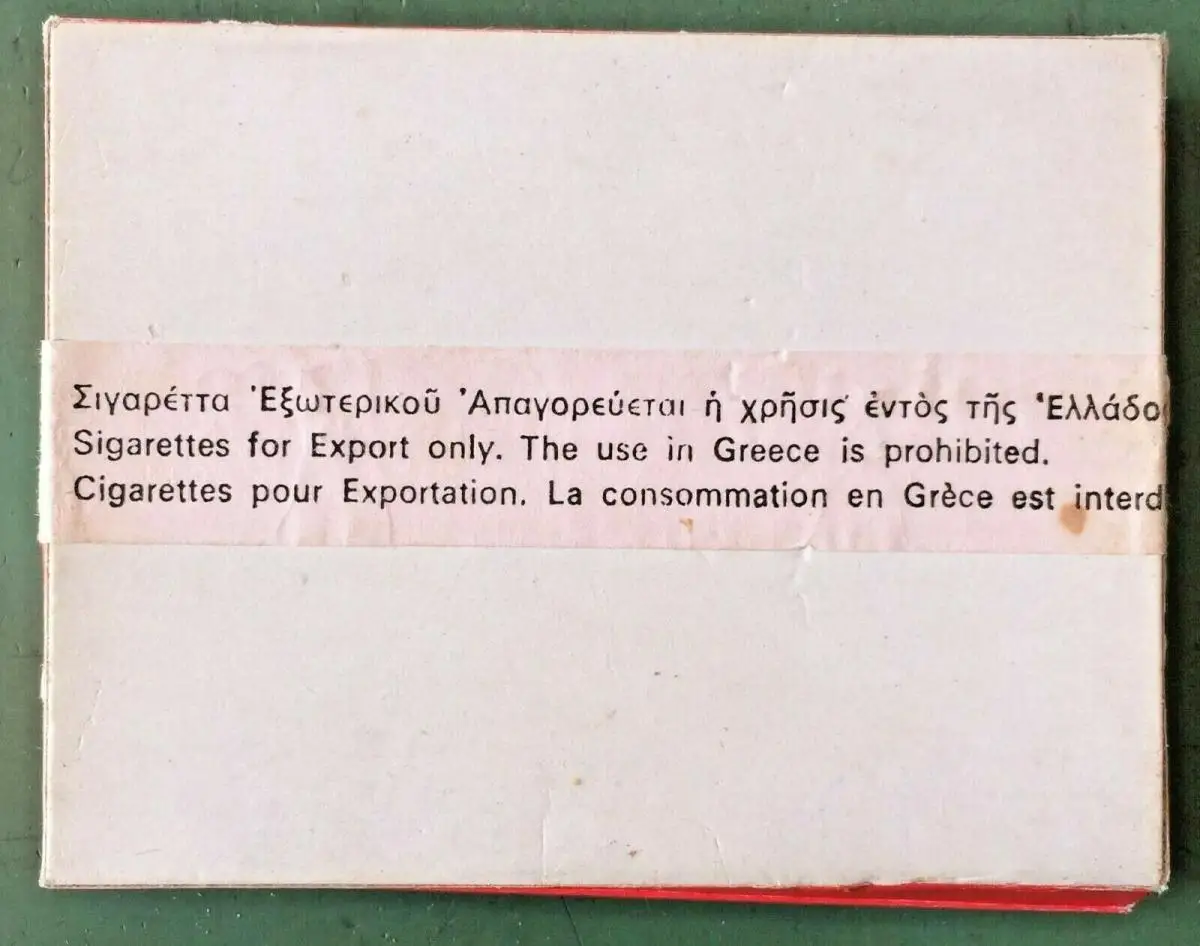 Σιγαρέττα Ἐξωτερικοῦ Ἀπαγορεύεται ἡ χρῆσις ἐντὸς τῆς Ἑλλάδο
Sigarettes for Export only. The use in Greece is prohibited.
Cigarettes pour Exportation. La consommation en Grèce est interd